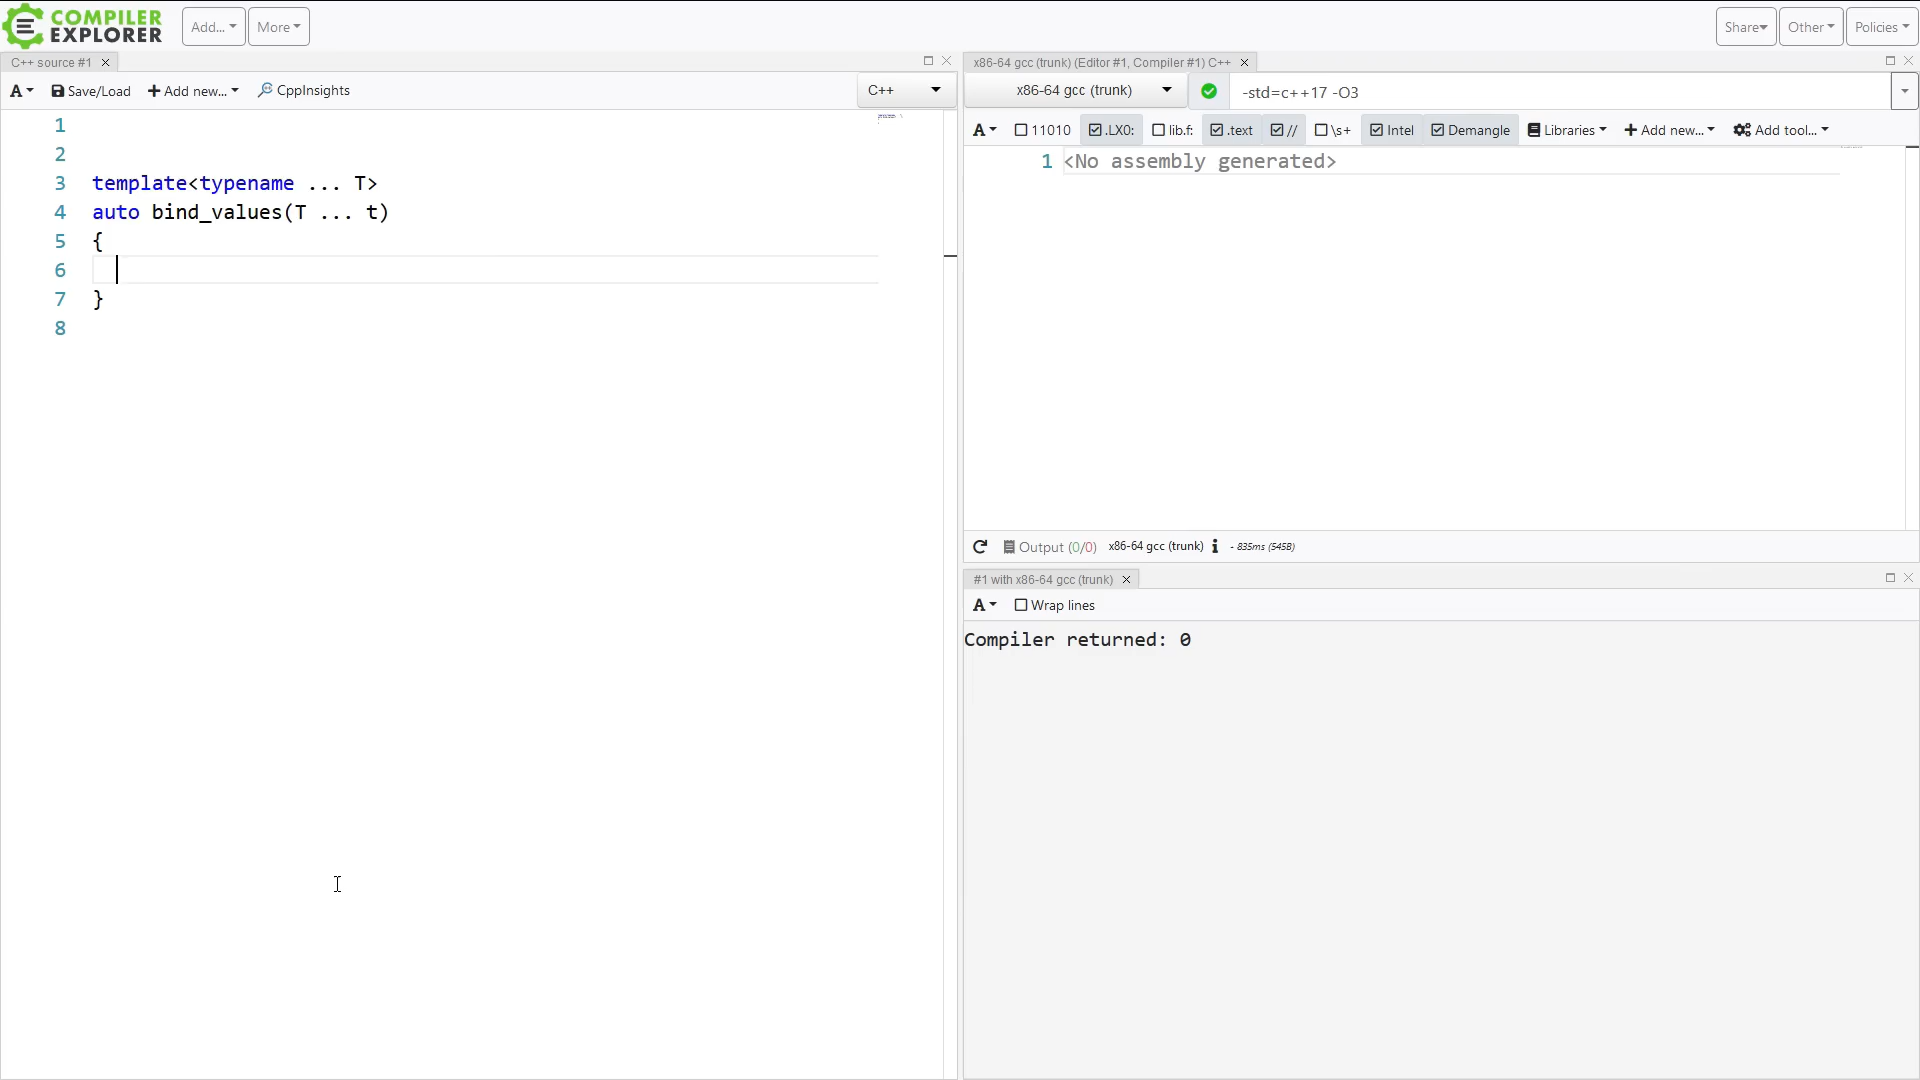 COMPILER
EXPLORER
Add...
More
Share
Other
Policies
C++ source #1
A
Save/Load
Add new...
CppInsights
C++
1
2
3 template<typename ... T>
4 auto bind_values(T ... t)
5 {
6
7 }
8
x86-64 gcc (trunk) (Editor #1, Compiler #1) C++
x86-64 gcc (trunk)
-std=c++17 -O3
A
11010
.LX0:
lib.f:
.text
//
\s+
Intel
Demangle
Libraries
Add new...
Add tool...
1 <No assembly generated>
Output (0/0) x86-64 gcc (trunk) i - 835ms (545B)
#1 with x86-64 gcc (trunk)
A
Wrap lines
Compiler returned: 0